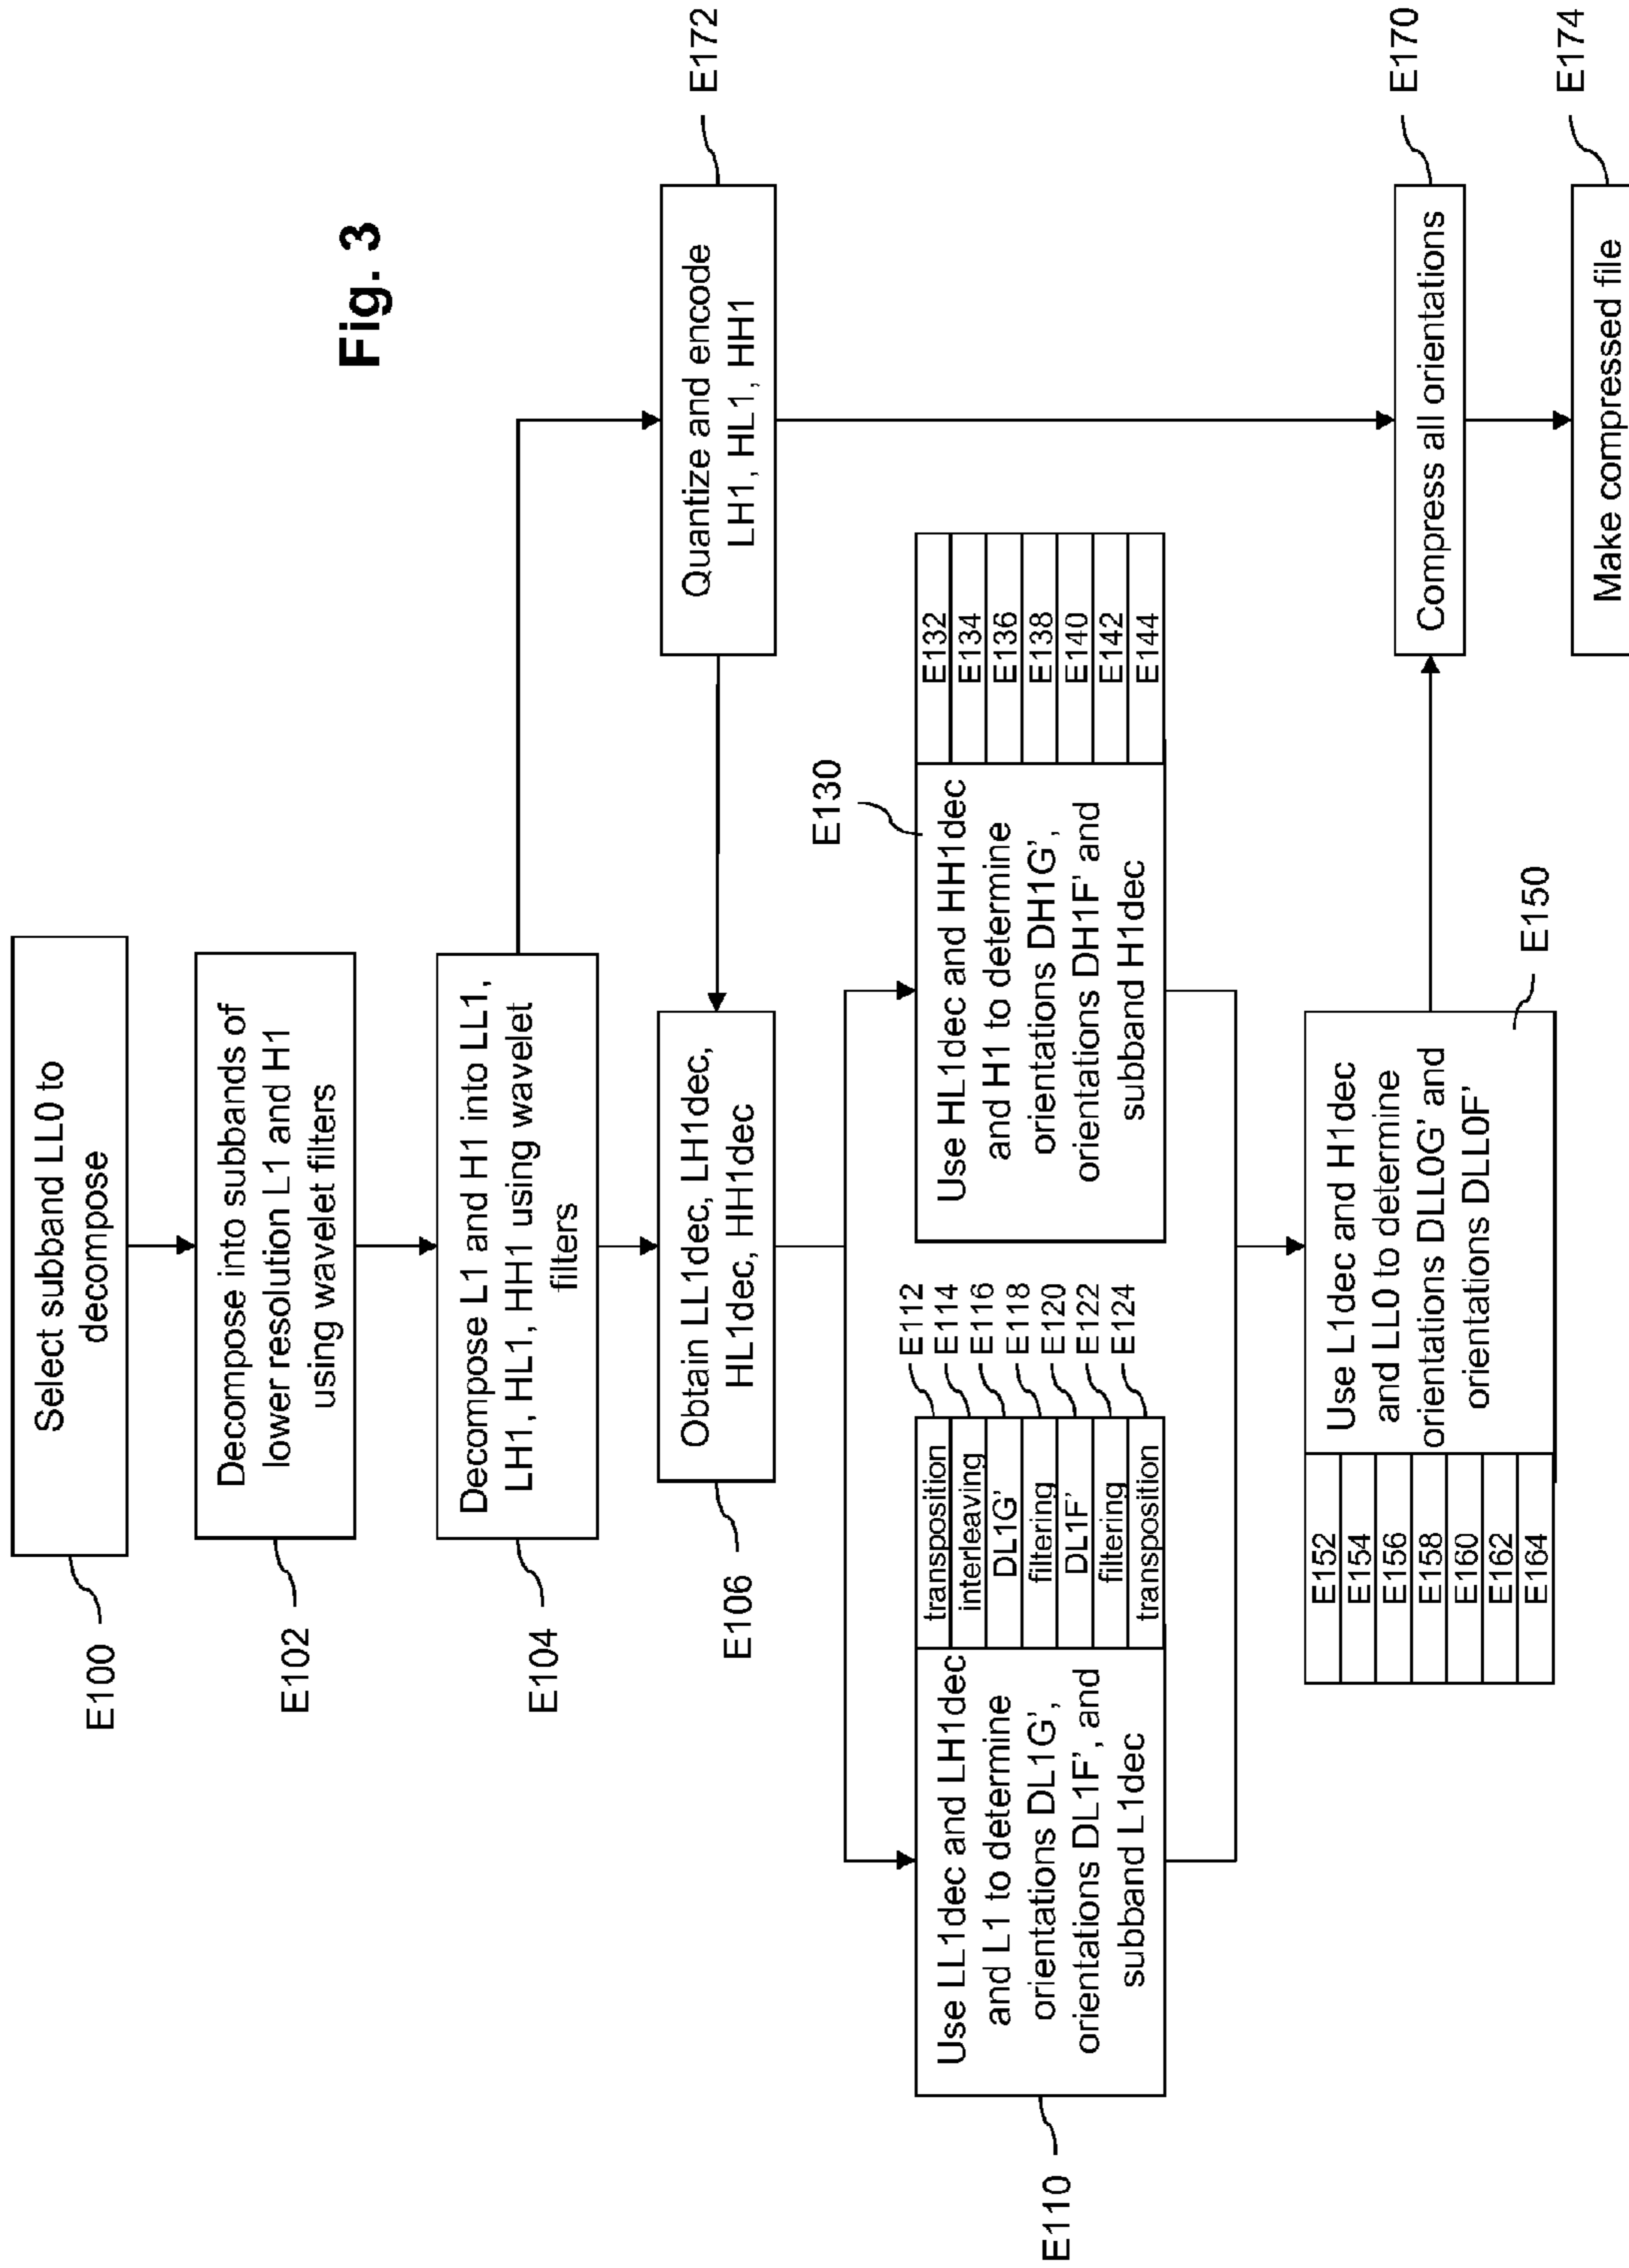 Fig. 3
Select subband LL0 to
decompose
E100
Decompose into subbands of
lower resolution L1 and H1
using wavelet filters
E102
Decompose L1 and H1 into LL1,
LH1, HL1, HH1 using wavelet
filters
E104
Quantize and encode
LH1, HL1, HH1
E172
Obtain LL1dec, LH1dec,
HL1dec, HH1dec
E106
Use LL1dec and LH1dec
and L1 to determine
orientations DL1G’,
orientations DL1F’, and
subband L1dec
E110
transposition
E112
interleaving
E114
DL1G’
E116
filtering
E118
DL1F’
E120
filtering
E122
transposition
E124
Use HL1dec and HH1dec
and H1 to determine
orientations DH1G’,
orientations DH1F’ and
subband H1dec
E130
E132
E134
E136
E138
E140
E142
E144
E152
E154
E156
E158
E160
E162
E164
Use L1dec and H1dec
and LL0 to determine
orientations DLL0G’ and
orientations DLL0F’
E150
Compress all orientations
E170
Make compressed file
E174